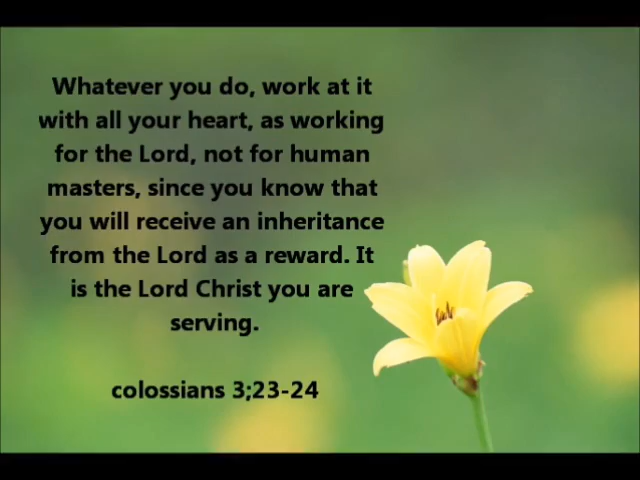 Whatever you do, work at it
with all your heart, as working
for the Lord, not for human
masters, since you know that
you will receive an inheritance
from the Lord as a reward. It
is the Lord Christ you are
serving.
colossians 3;23-24